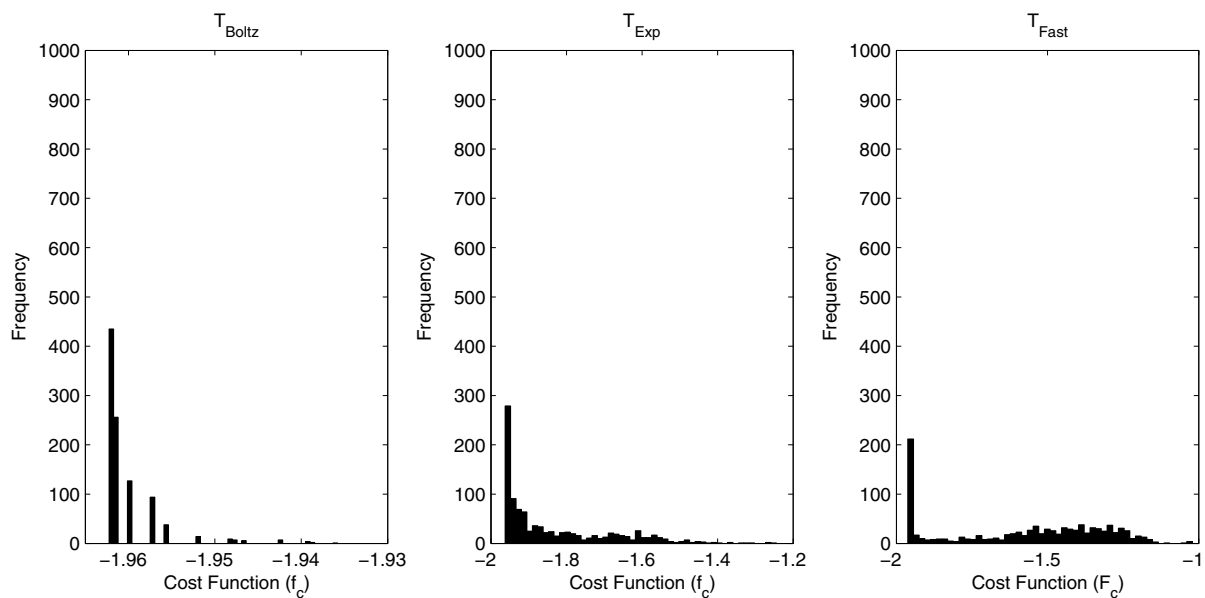 T_Boltz
1000
900
800
700
600
500
400
300
200
100
0
Frequency
−1.96 −1.95 −1.94 −1.93
Cost Function (f_c)
T_Exp
1000
900
800
700
600
500
400
300
200
100
0
Frequency
−2 −1.8 −1.6 −1.4 −1.2
Cost Function (f_c)
T_Fast
1000
900
800
700
600
500
400
300
200
100
0
Frequency
−2 −1.5 −1
Cost Function (F_c)